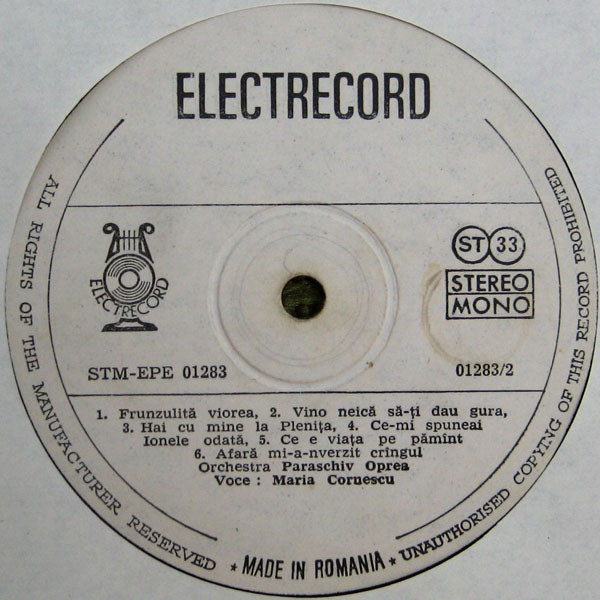 ELECTRECORD
ELECTRECORD
ST 33
STEREO
MONO
STM-EPE 01283
01283/2
1. Frunzulită viorea, 2. Vino neică să-ți dau gura,
3. Hai cu mine la Plenița, 4. Ce-mi spuneai
Ionele odată, 5. Ce e viața pe pămînt
6. Afară mi-a-nverzit crîngul
Orchestra Paraschiv Oprea
Voce : Maria Cornescu
ALL RIGHTS OF THE MANUFACTURER RESERVED * MADE IN ROMANIA * UNAUTHORISED COPYING OF THIS RECORD PROHIBITED